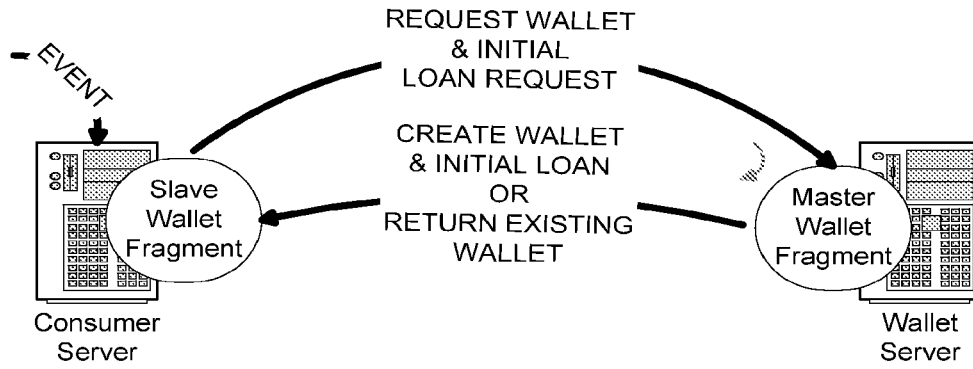 REQUEST WALLET
& INITIAL
LOAN REQUEST
EVENT
CREATE WALLET
& INITIAL LOAN
OR
RETURN EXISTING
WALLET
Slave
Wallet
Fragment
Master
Wallet
Fragment
Consumer
Server
Wallet
Server